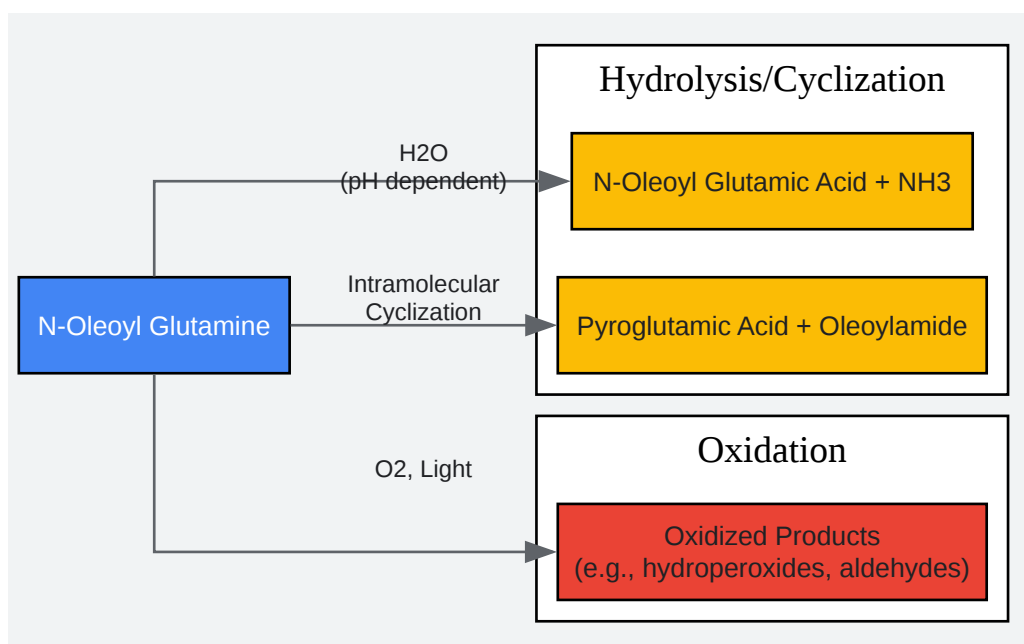 Hydrolysis/Cyclization
H2O
(pH dependent)
N-Oleoyl Glutamic Acid + NH3
N-Oleoyl Glutamine
Intramolecular
Cyclization
Pyroglutamic Acid + Oleoylamide
Oxidation
O2, Light
Oxidized Products
(e.g., hydroperoxides, aldehydes)